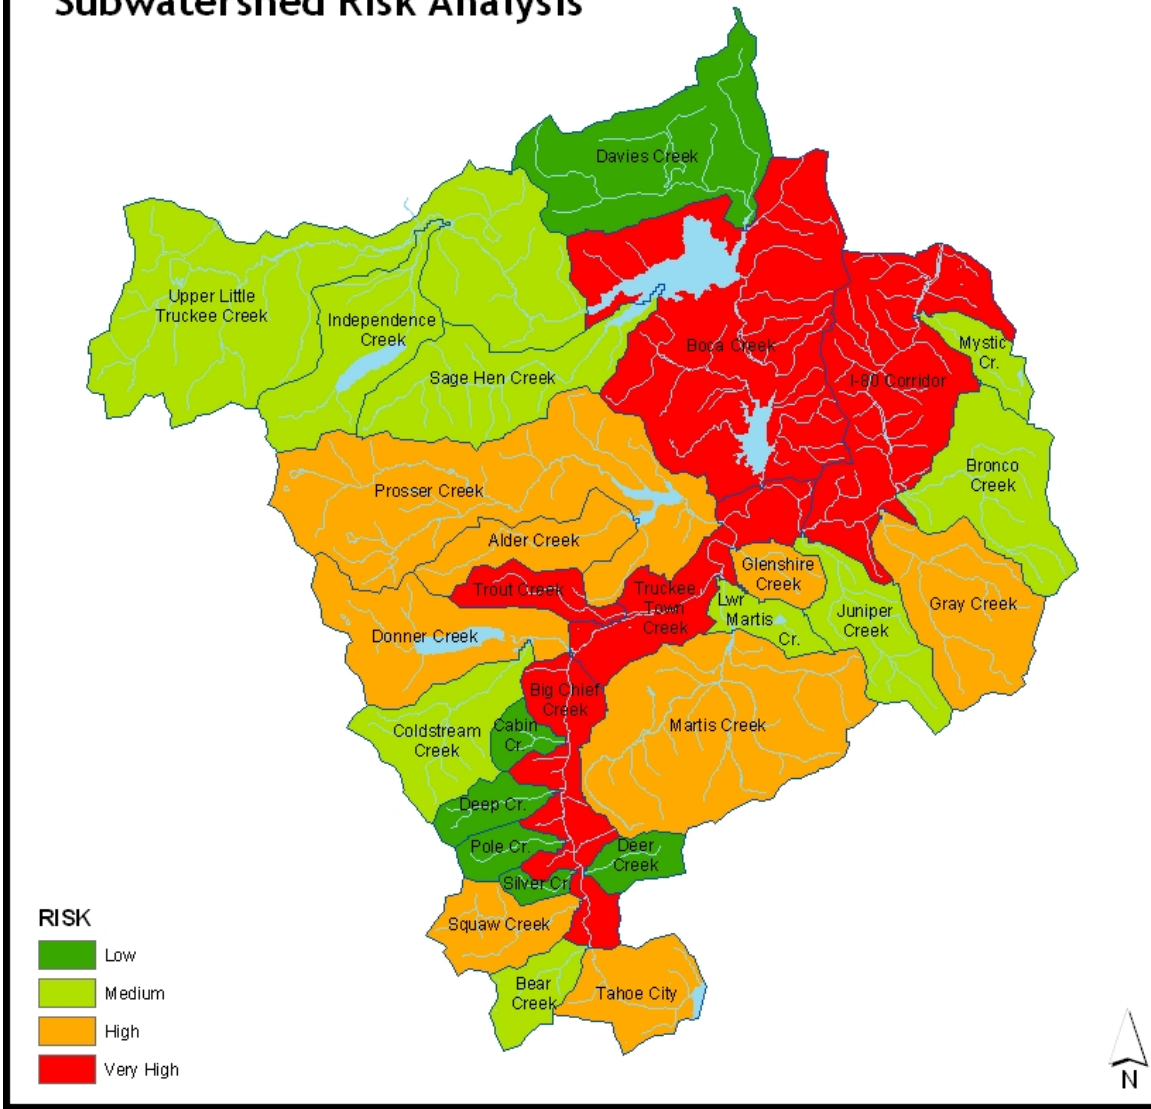 Subwatershed Risk Analysis
Davies Creek
Upper Little
Truckee Creek
Independence
Creek
Sage Hen Creek
Boca Creek
Mystic
Cr.
I-80 Corridor
Bronco
Creek
Prosser Creek
Alder Creek
Glenshire
Creek
Trout Creek
Truckee
Town
Creek
Lwr
Martis
Cr.
Juniper
Creek
Gray Creek
Donner Creek
Big Chief
Creek
Martis Creek
Coldstream
Creek
Cabin
Cr.
Deep Cr.
Pole Cr.
Deer
Creek
Silver Cr.
Squaw Creek
Bear
Creek
Tahoe City
RISK
Low
Medium
High
Very High
N